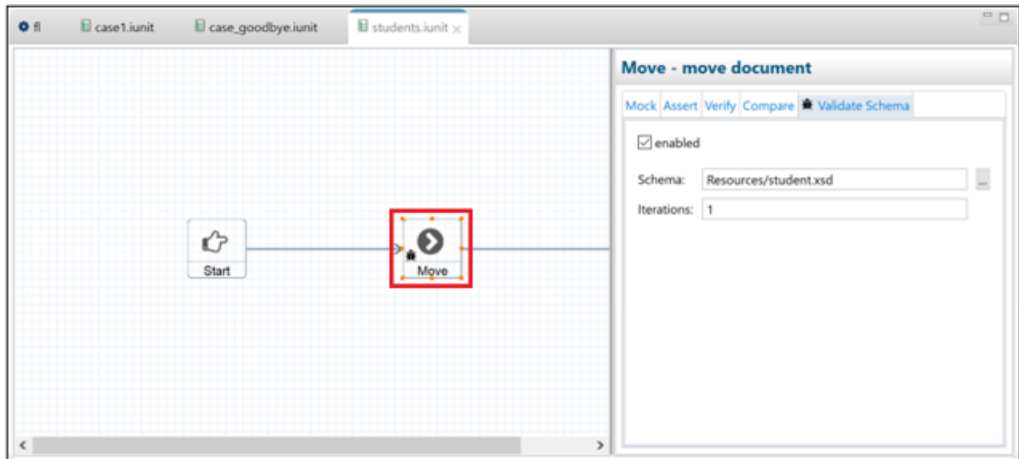 fl case1.iunit case_goodbye.iunit students.iunit
Move - move document
Mock Assert Verify Compare Validate Schema
enabled
Schema: Resources/student.xsd ...
Iterations: 1
Start
Move